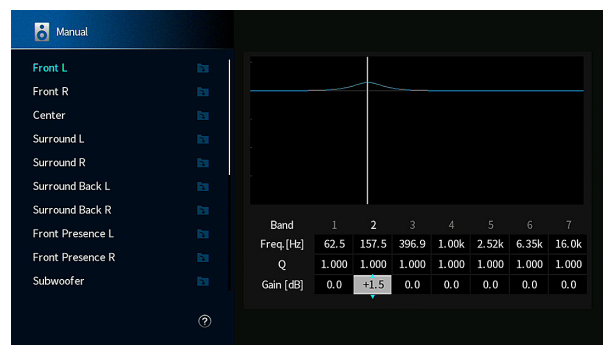 Manual
Front L
Front R
Center
Surround L
Surround R
Surround Back L
Surround Back R
Front Presence L
Front Presence R
Subwoofer
?
Band 1 2 3 4 5 6 7
Freq.[Hz] 62.5 157.5 396.9 1.00k 2.52k 6.35k 16.0k
Q 1.000 1.000 1.000 1.000 1.000 1.000 1.000
Gain [dB] 0.0 +1.5 0.0 0.0 0.0 0.0 0.0